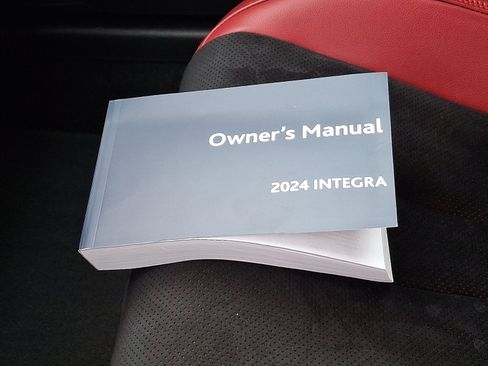 Owner's Manual
2024 INTEGRA